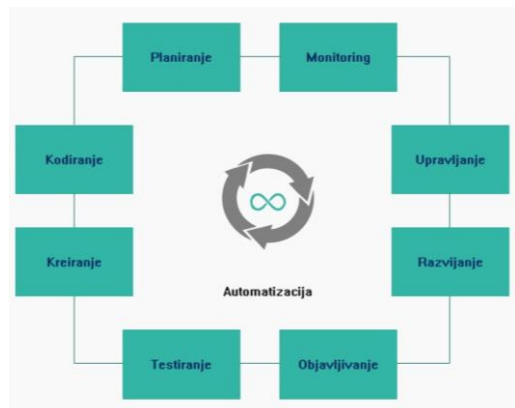 Planiranje
Monitoring
Kodiranje
Upravljanje
Kreiranje
Razvijanje
Automatizacija
Testiranje
Objavljivanje